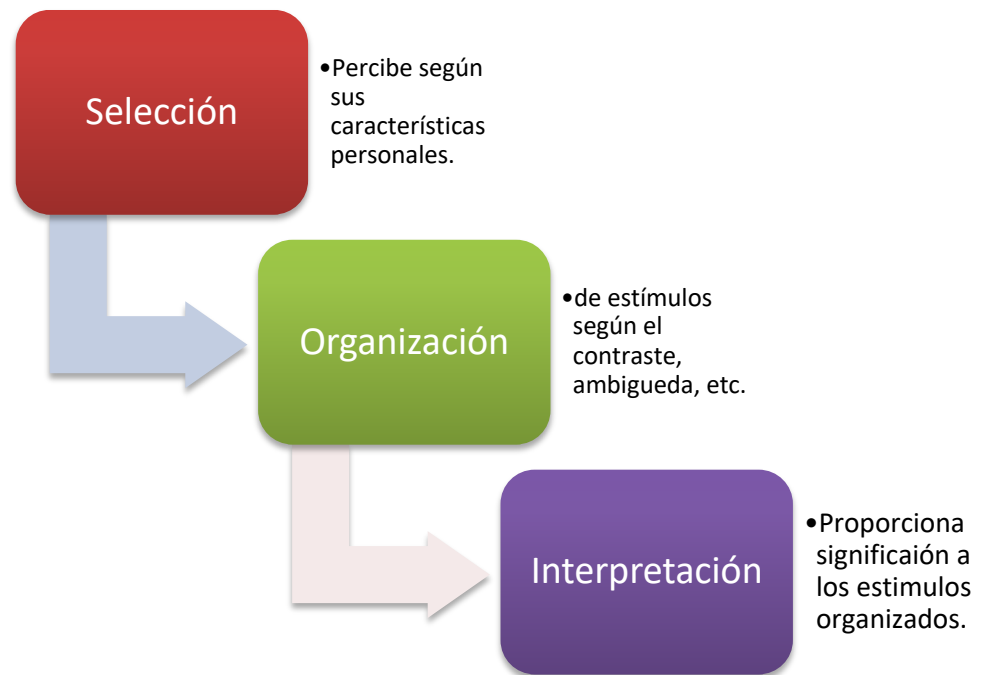 Selección
•Percibe según
sus
características
personales.
Organización
•de estímulos
según el
contraste,
ambigueda, etc.
Interpretación
•Proporciona
significaión a
los estimulos
organizados.